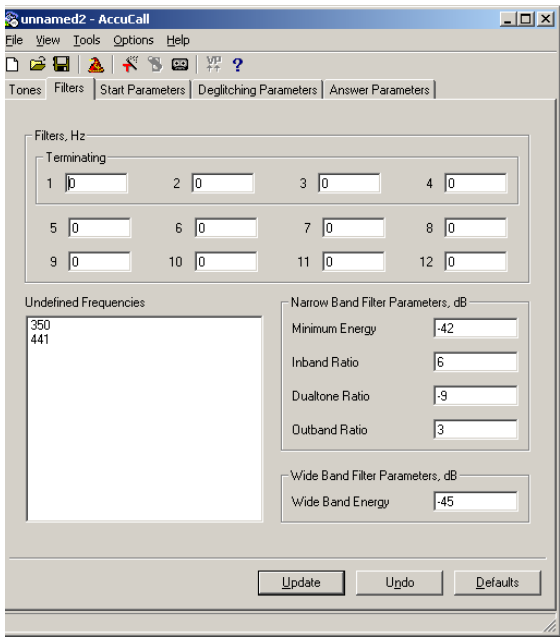 unnamed2 - AccuCall
File View Tools Options Help
VP ++ ?
Tones Filters Start Parameters Deglitching Parameters Answer Parameters
Filters, Hz
Terminating
1 0 2 0 3 0 4 0
5 0 6 0 7 0 8 0
9 0 10 0 11 0 12 0
Undefined Frequencies
350
441
Narrow Band Filter Parameters, dB
Minimum Energy -42
Inband Ratio 6
Dualtone Ratio -9
Outband Ratio 3
Wide Band Filter Parameters, dB
Wide Band Energy -45
Update Undo Defaults